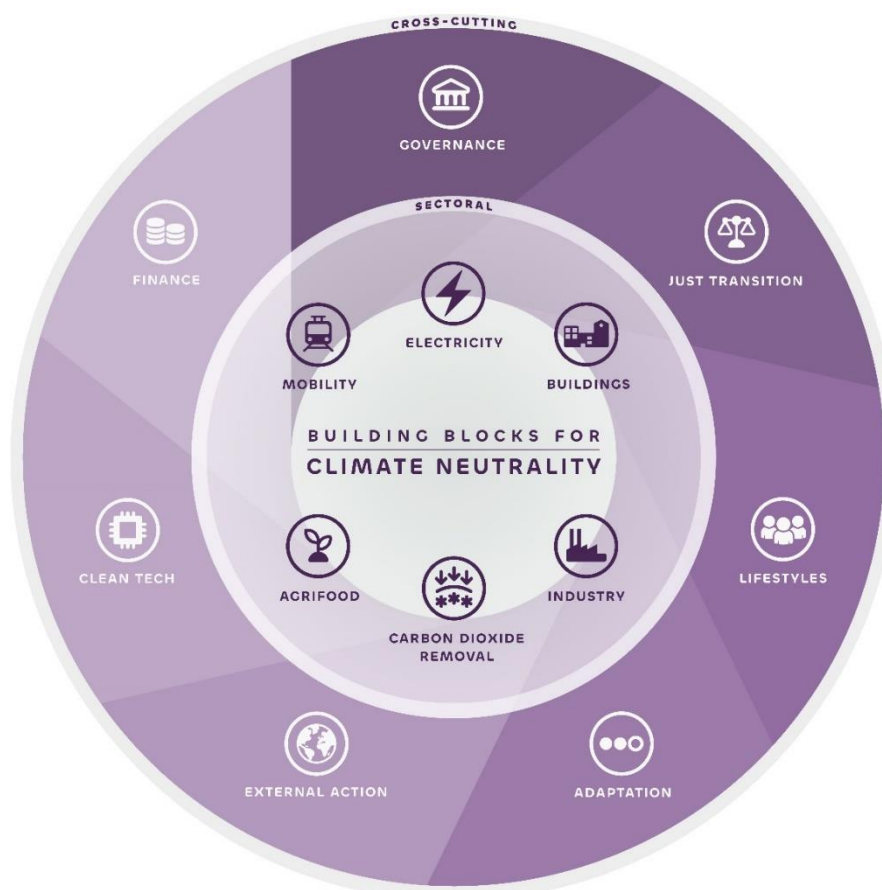 CROSS-CUTTING
GOVERNANCE
FINANCE
JUST TRANSITION
SECTORAL
ELECTRICITY
MOBILITY
BUILDINGS
BUILDING BLOCKS FOR
CLIMATE NEUTRALITY
CLEAN TECH
LIFESTYLES
AGRIFOOD
INDUSTRY
CARBON DIOXIDE
REMOVAL
EXTERNAL ACTION
ADAPTATION